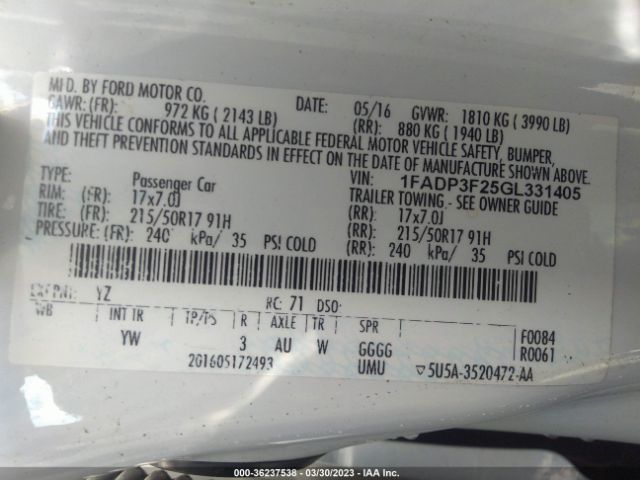 MFD. BY FORD MOTOR CO. DATE: 05/16 GVWR: 1810 KG ( 3990 LB)
GAWR: (FR): 972 KG ( 2143 LB) (RR): 880 KG ( 1940 LB)
THIS VEHICLE CONFORMS TO ALL APPLICABLE FEDERAL MOTOR VEHICLE SAFETY, BUMPER,
AND THEFT PREVENTION STANDARDS IN EFFECT ON THE DATE OF MANUFACTURE SHOWN ABOVE.
TYPE: Passenger Car VIN: 1FADP3F25GL331405
TRAILER TOWING- SEE OWNER GUIDE
RIM: (FR) 17x7.0J (RR): 17x7.0J
TIRE: (FR): 215/50R17 91H (RR): 215/50R17 91H
PRESSURE: (FR): 240 kPa/ 35 PSI COLD (RR): 240 kPa/ 35 PSI COLD
EXT PNT: YZ RC: 71 DSO:
WB INT TR TP/PS R AXLE TR SPR F0084
YW 3 AU W GGGG R0061
201605172493 UMU 5U5A-3520472-AA
000-36237538 - 03/30/2023 - IAA Inc.